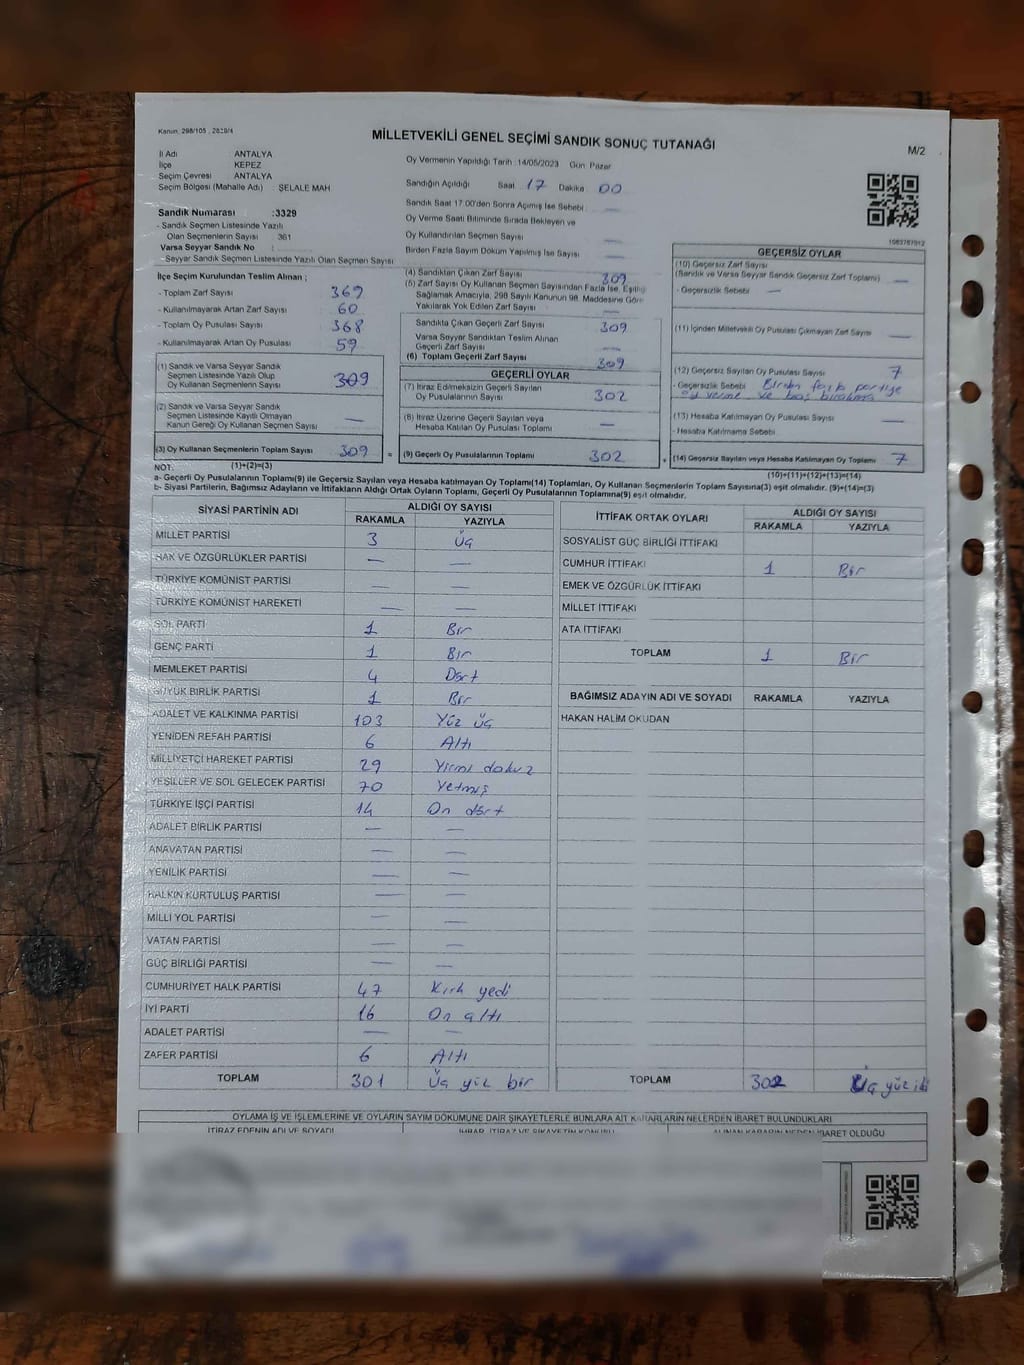 Kanun, 298/105 , 2839/4
MİLLETVEKİLİ GENEL SEÇİMİ SANDIK SONUÇ TUTANAĞI
M/2
İl Adı ANTALYA
İlçe KEPEZ
Seçim Çevresi ANTALYA
Seçim Bölgesi (Mahalle Adı) : ŞELALE MAH
Oy Vermenin Yapıldığı Tarih : 14/05/2023 Gün Pazar
Sandığın Açıldığı Saat 17 Dakika 00
Sandık Saat 17.00'den Sonra Açılmış İse Sebebi : —
Oy Verme Saati Bitiminde Sırada Bekleyen ve
Oy Kullandırılan Seçmen Sayısı —
Birden Fazla Sayım Döküm Yapılmış İse Sayısı —
Sandık Numarası :3329
- Sandık Seçmen Listesinde Yazılı
Olan Seçmenlerin Sayısı 361
Varsa Seyyar Sandık No :
- Seyyar Sandık Seçmen Listesinde Yazılı Olan Seçmen Sayısı
İlçe Seçim Kurulundan Teslim Alınan ;
- Toplam Zarf Sayısı 369
- Kullanılmayarak Artan Zarf Sayısı 60
- Toplam Oy Pusulası Sayısı 368
- Kullanılmayarak Artan Oy Pusulası 59
(1) Sandık ve Varsa Seyyar Sandık
Seçmen Listesinde Yazılı Olup
Oy Kullanan Seçmenlerin Sayısı 309
(2) Sandık ve Varsa Seyyar Sandık
Seçmen Listesinde Kayıtlı Olmayan
Kanun Gereği Oy Kullanan Seçmen Sayısı —
(3) Oy Kullanan Seçmenlerin Toplam Sayısı 309 =
(1)+(2)=(3)
(4) Sandıktan Çıkan Zarf Sayısı 309
(5) Zarf Sayısı Oy Kullanan Seçmen Sayısından Fazla İse, Eşitliği
Sağlamak Amacıyla, 298 Sayılı Kanunun 98. Maddesine Göre
Yakılarak Yok Edilen Zarf Sayısı —
Sandıkta Çıkan Geçerli Zarf Sayısı 309
Varsa Seyyar Sandıktan Teslim Alınan
Geçerli Zarf Sayısı —
(6) Toplam Geçerli Zarf Sayısı 309
GEÇERLİ OYLAR
(7) İtiraz Edilmeksizin Geçerli Sayılan
Oy Pusulalarının Sayısı 302
(8) İtiraz Üzerine Geçerli Sayılan veya
Hesaba Katılan Oy Pusulası Toplamı —
(9) Geçerli Oy Pusulalarının Toplamı 302 +
GEÇERSİZ OYLAR
(10) Geçersiz Zarf Sayısı
(Sandık ve Varsa Seyyar Sandık Geçersiz Zarf Toplamı) —
- Geçersizlik Sebebi —
(11) İçinden Milletvekili Oy Pusulası Çıkmayan Zarf Sayısı —
(12) Geçersiz Sayılan Oy Pusulası Sayısı 7
- Geçersizlik Sebebi Birden fazla partiye
oy verme ve boş bırakma
(13) Hesaba Katılmayan Oy Pusulası Sayısı —
- Hesaba Katılmama Sebebi
(14) Geçersiz Sayılan veya Hesaba Katılmayan Oy Toplamı 7
(10)+(11)+(12)+(13)=(14)
NOT:
a- Geçerli Oy Pusulalarının Toplamı(9) ile Geçersiz Sayılan veya Hesaba katılmayan Oy Toplamı(14) Toplamları, Oy Kullanan Seçmenlerin Toplam Sayısına(3) eşit olmalıdır. (9)+(14)=(3)
b- Siyasi Partilerin, Bağımsız Adayların ve İttifakların Aldığı Ortak Oyların Toplamı, Geçerli Oy Pusulalarının Toplamına(9) eşit olmalıdır.
SİYASİ PARTİNİN ADI ALDIĞI OY SAYISI
RAKAMLA YAZIYLA
MİLLET PARTİSİ 3 Üç
HAK VE ÖZGÜRLÜKLER PARTİSİ — —
TÜRKİYE KOMÜNİST PARTİSİ — —
TÜRKİYE KOMÜNİST HAREKETİ — —
SOL PARTİ 1 Bir
GENÇ PARTİ 1 Bir
MEMLEKET PARTİSİ 4 Dört
BÜYÜK BİRLİK PARTİSİ 1 Bir
ADALET VE KALKINMA PARTİSİ 103 Yüz üç
YENİDEN REFAH PARTİSİ 6 Altı
MİLLİYETÇİ HAREKET PARTİSİ 29 Yirmi dokuz
YEŞİLLER VE SOL GELECEK PARTİSİ 70 Yetmiş
TÜRKİYE İŞÇİ PARTİSİ 14 On dört
ADALET BİRLİK PARTİSİ — —
ANAVATAN PARTİSİ — —
YENİLİK PARTİSİ — —
HALKIN KURTULUŞ PARTİSİ — —
MİLLİ YOL PARTİSİ — —
VATAN PARTİSİ — —
GÜÇ BİRLİĞİ PARTİSİ — —
CUMHURİYET HALK PARTİSİ 47 Kırk yedi
İYİ PARTİ 16 On altı
ADALET PARTİSİ — —
ZAFER PARTİSİ 6 Altı
TOPLAM 301 Üç yüz bir
İTTİFAK ORTAK OYLARI ALDIĞI OY SAYISI
RAKAMLA YAZIYLA
SOSYALİST GÜÇ BİRLİĞİ İTTİFAKI
CUMHUR İTTİFAKI 1 Bir
EMEK VE ÖZGÜRLÜK İTTİFAKI
MİLLET İTTİFAKI
ATA İTTİFAKI
TOPLAM 1 Bir
BAĞIMSIZ ADAYIN ADI VE SOYADI RAKAMLA YAZIYLA
HAKAN HALİM OKUDAN
TOPLAM 302 Üç yüz iki
OYLAMA İŞ VE İŞLEMLERİNE VE OYLARIN SAYIM DÖKÜMÜNE DAİR ŞİKAYETLERLE BUNLARA AİT KARARLARIN NELERDEN İBARET BULUNDUKLARI
İTİRAZ EDENİN ADI VE SOYADI İHBAR, İTİRAZ VE ŞİKAYETİN KONUSU ALINAN KARARIN NEDEN İBARET OLDUĞU